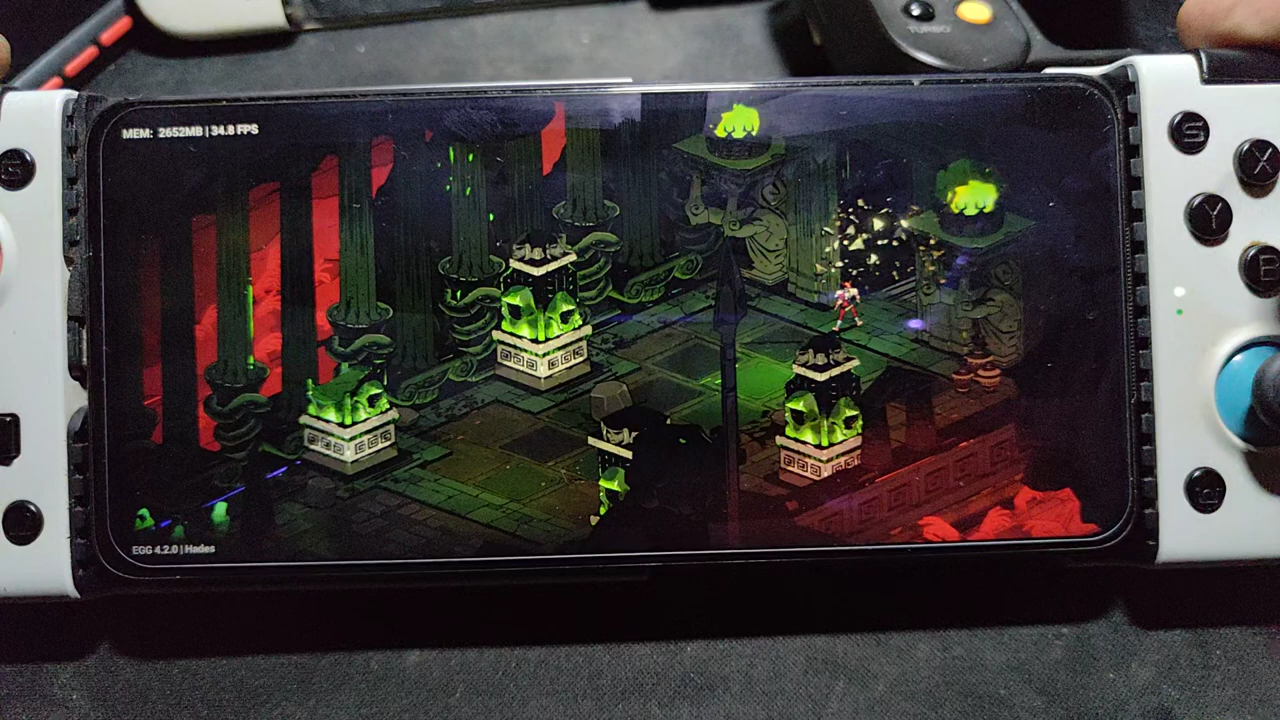 TURBO
MEM: 2652MB | 34.8 FPS
S
X
Y
B
EGG 4.2.0 | Hades